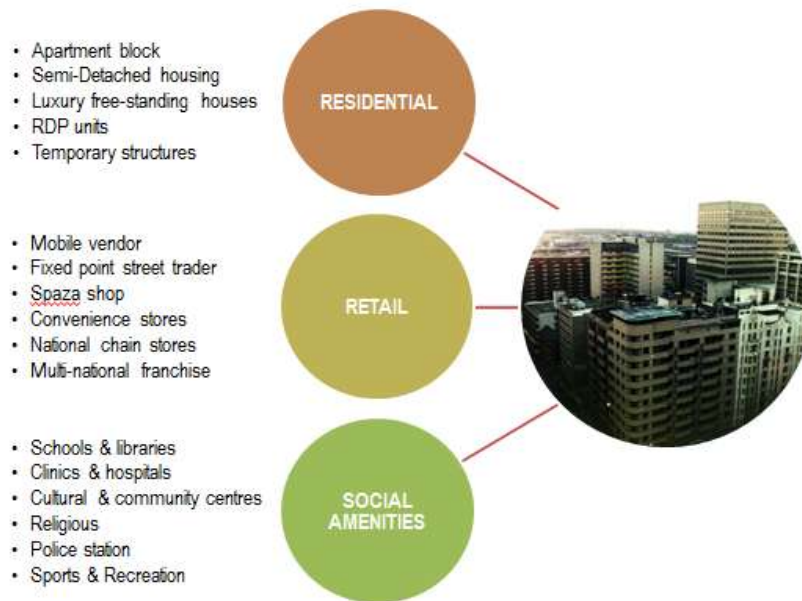 • Apartment block
• Semi-Detached housing
• Luxury free-standing houses
• RDP units
• Temporary structures
RESIDENTIAL
• Mobile vendor
• Fixed point street trader
• Spaza shop
• Convenience stores
• National chain stores
• Multi-national franchise
RETAIL
• Schools & libraries
• Clinics & hospitals
• Cultural & community centres
• Religious
• Police station
• Sports & Recreation
SOCIAL
AMENITIES